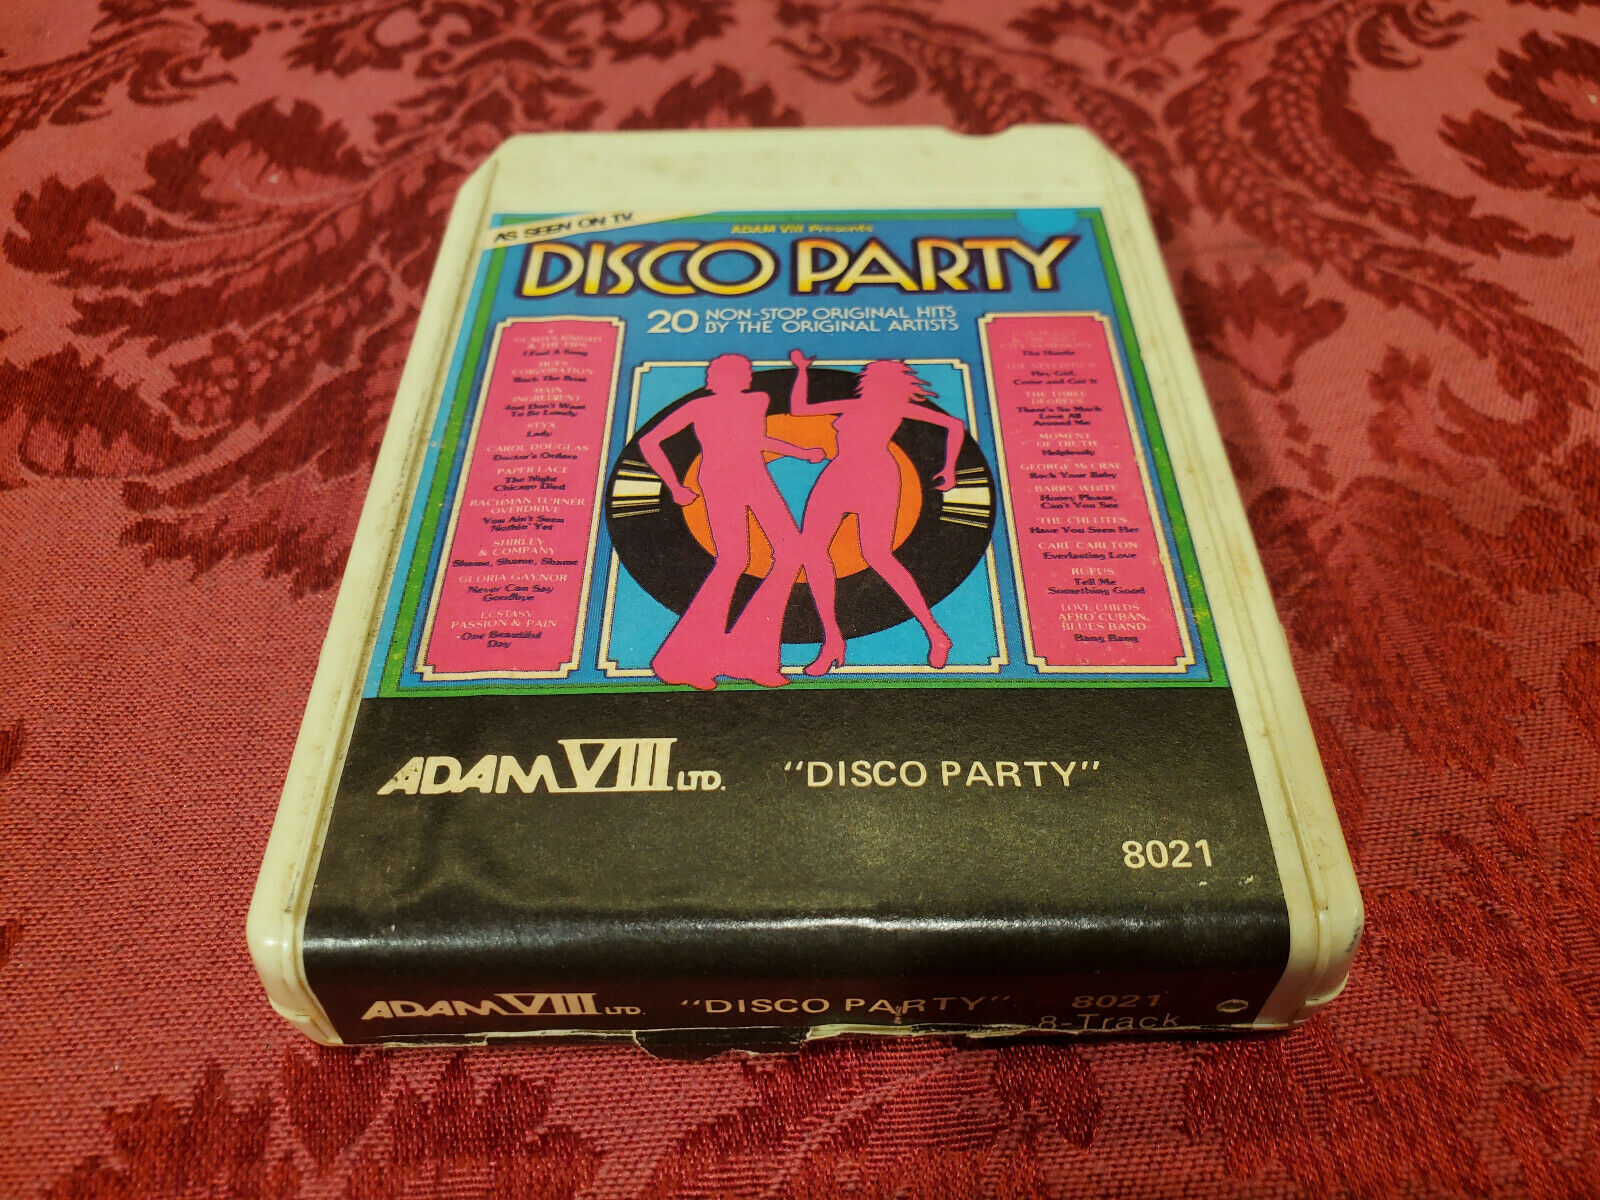 AS SEEN ON TV
ADAM VIII Presents
DISCO PARTY
20 NON-STOP ORIGINAL HITS
BY THE ORIGINAL ARTISTS
GLADYS KNIGHT
& THE PIPS
I Feel A Song
HUES
CORPORATION
Rock The Boat
MAIN
INGREDIENT
Just Don't Want
To Be Lonely
STYX
Lady
CAROL DOUGLAS
Doctor's Orders
PAPER LACE
The Night
Chicago Died
BACHMAN TURNER
OVERDRIVE
You Ain't Seen
Nothin' Yet
SHIRLEY
& COMPANY
Shame, Shame, Shame
GLORIA GAYNOR
Never Can Say
Goodbye
ECSTASY,
PASSION & PAIN
One Beautiful
Day
The Hustle
THE STYLISTICS
Hey Girl,
Come and Get It
THE THREE
DEGREES
There's So Much
Love All
Around Me
MOMENT
OF TRUTH
Helplessly
GEORGE McCRAE
Rock Your Baby
BARRY WHITE
Honey Please,
Can't You See
THE CHI-LITES
Have You Seen Her
CARL CARLTON
Everlasting Love
RUFUS
Tell Me
Something Good
LOVE CHILDS
AFRO CUBAN,
BLUES BAND
Bang Bang
ADAM VIII LTD. "DISCO PARTY"
8021
ADAM VIII LTD. "DISCO PARTY" 8021
8-Track